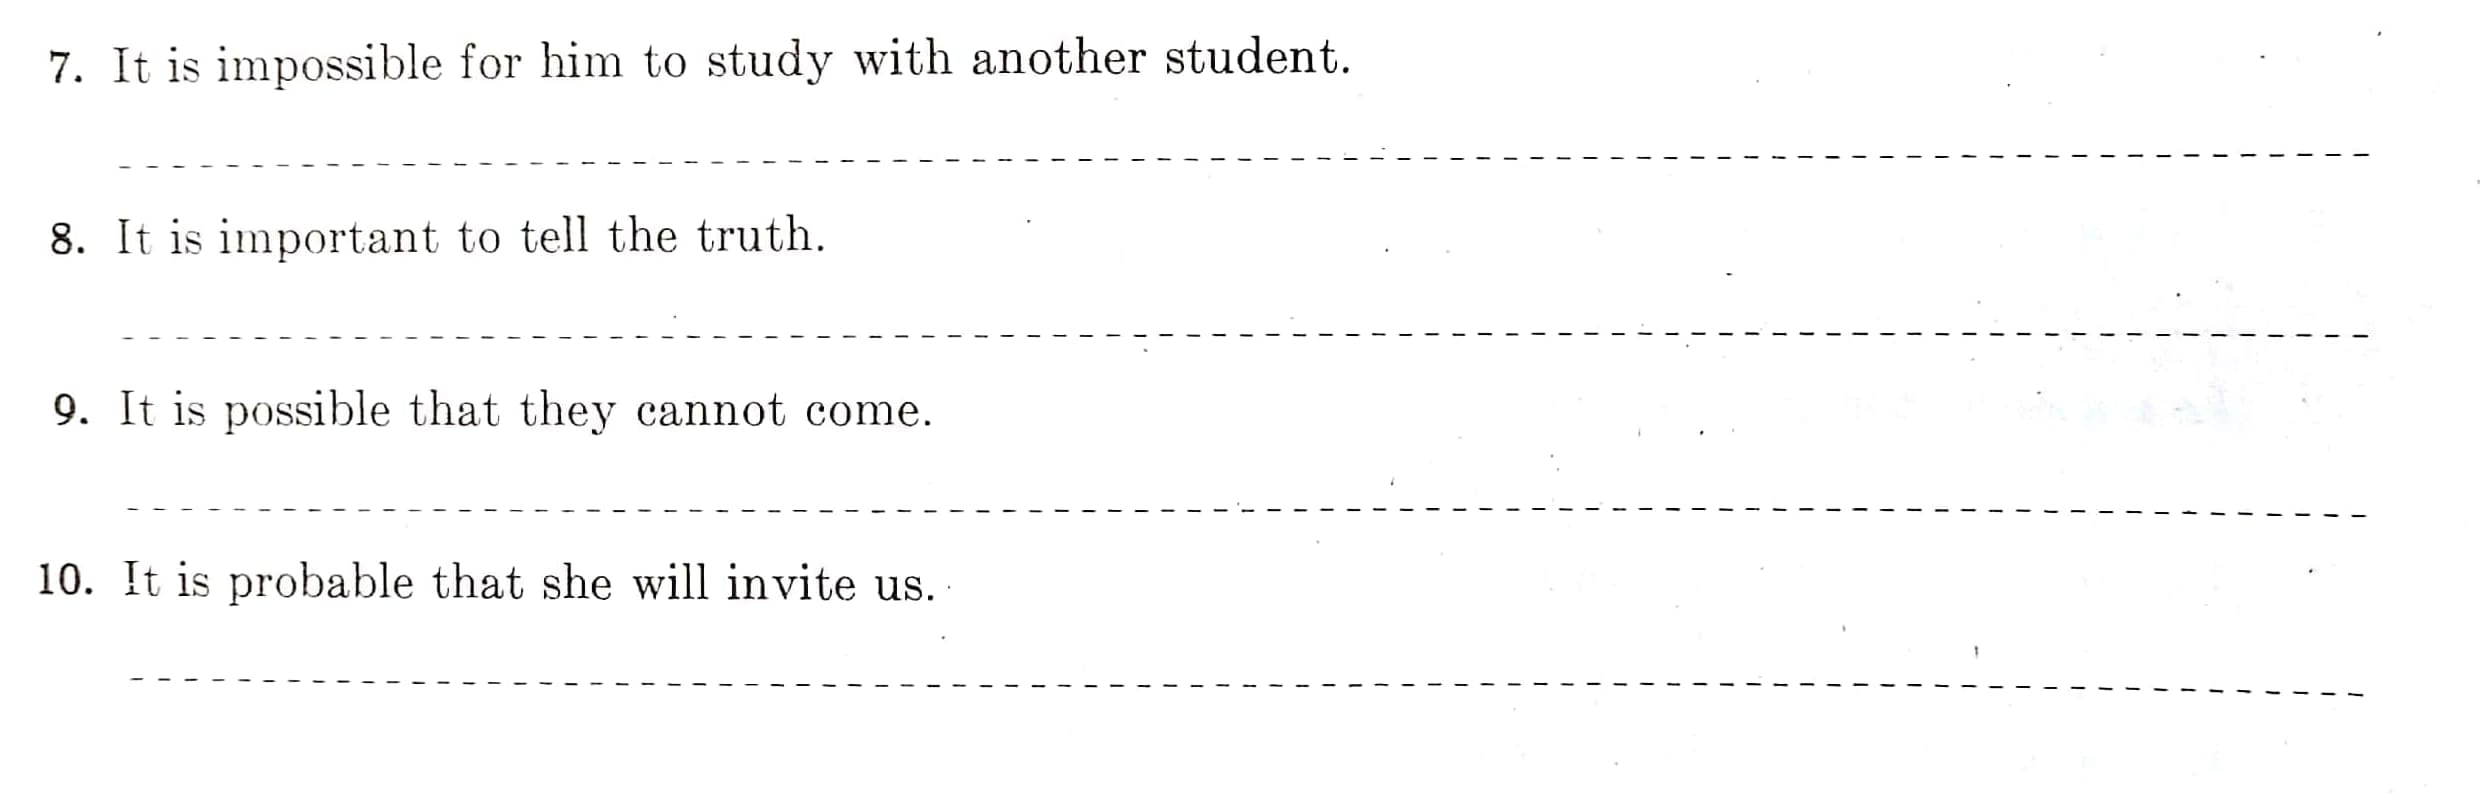 7. It is impossible for him to study with another student.
8. It is important to tell the truth.
9. It is possible that they cannot come.
10. It is probable that she will invite us.